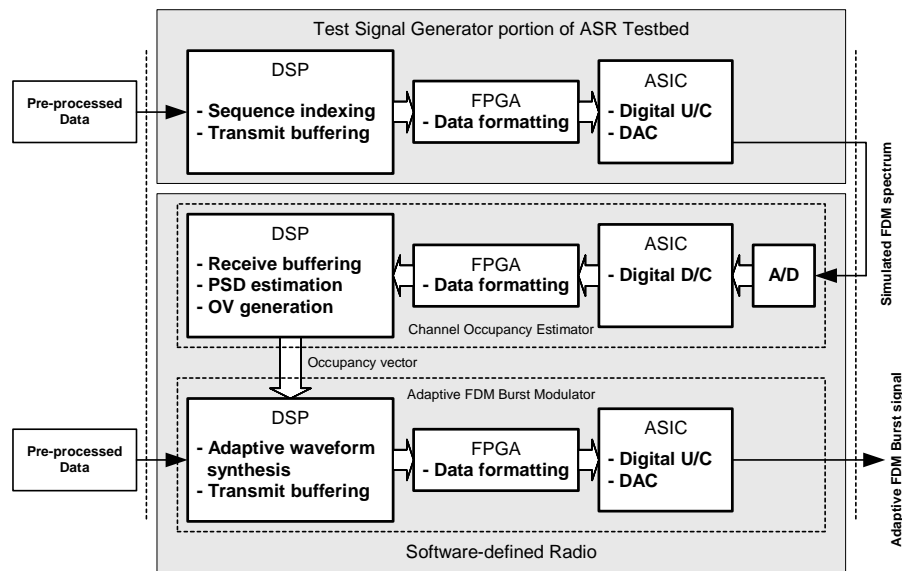 Test Signal Generator portion of ASR Testbed
Pre-processed
Data
DSP
- Sequence indexing
- Transmit buffering
FPGA
- Data formatting
ASIC
- Digital U/C
- DAC
Simulated FDM spectrum
DSP
- Receive buffering
- PSD estimation
- OV generation
FPGA
- Data formatting
ASIC
- Digital D/C
A/D
Channel Occupancy Estimator
Occupancy vector
Adaptive FDM Burst Modulator
Pre-processed
Data
DSP
- Adaptive waveform
synthesis
- Transmit buffering
FPGA
- Data formatting
ASIC
- Digital U/C
- DAC
Adaptive FDM Burst signal
Software-defined Radio